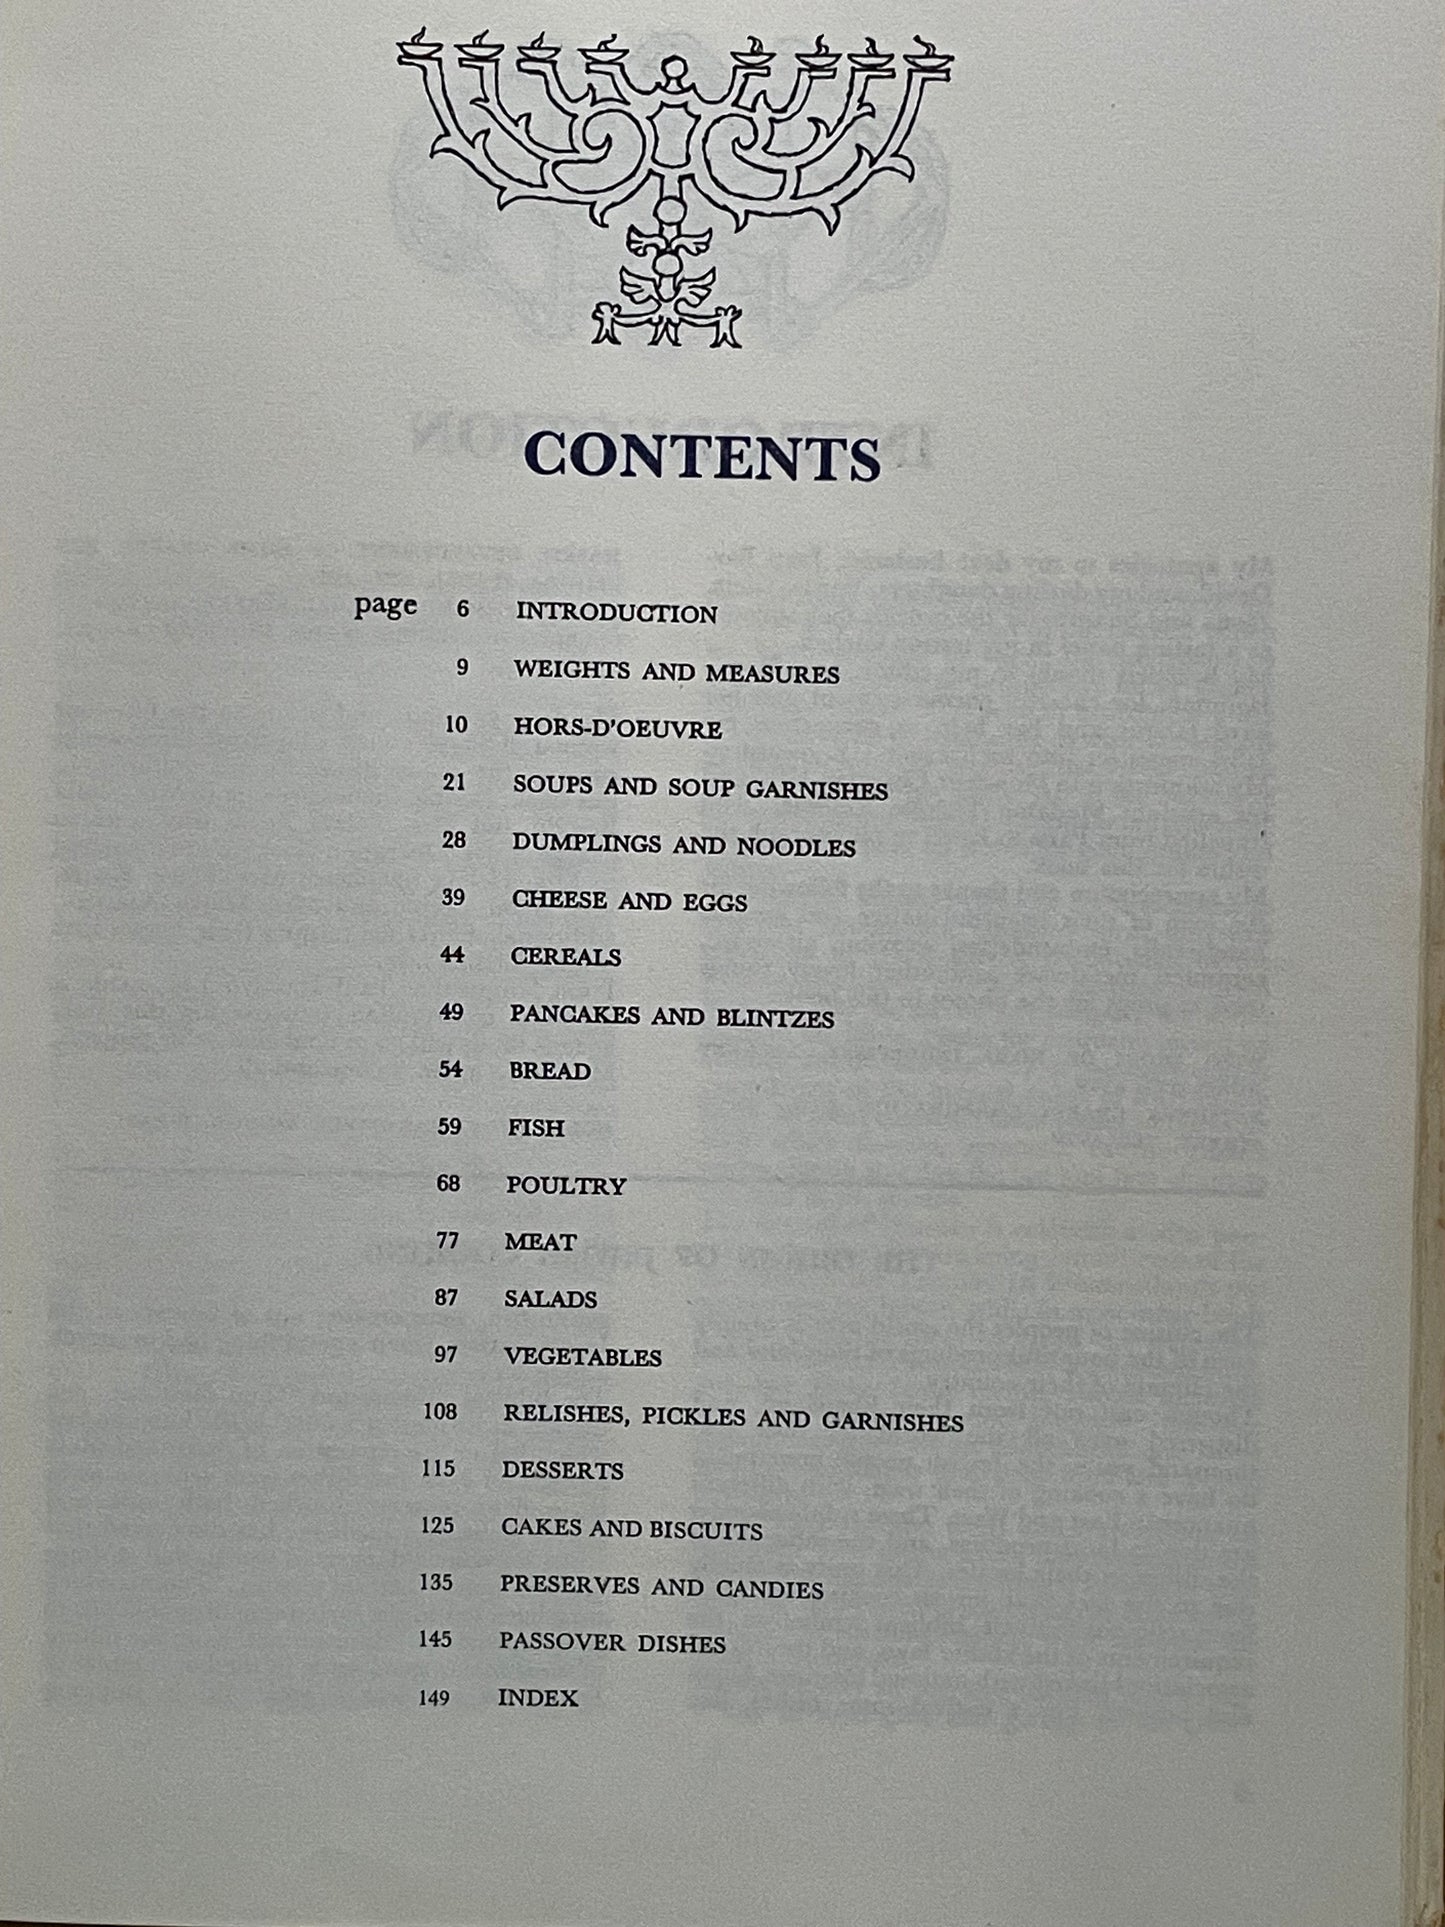 CONTENTS
page 6 INTRODUCTION
9 WEIGHTS AND MEASURES
10 HORS-D'OEUVRE
21 SOUPS AND SOUP GARNISHES
28 DUMPLINGS AND NOODLES
39 CHEESE AND EGGS
44 CEREALS
49 PANCAKES AND BLINTZES
54 BREAD
59 FISH
68 POULTRY
77 MEAT
87 SALADS
97 VEGETABLES
108 RELISHES, PICKLES AND GARNISHES
115 DESSERTS
125 CAKES AND BISCUITS
135 PRESERVES AND CANDIES
145 PASSOVER DISHES
149 INDEX